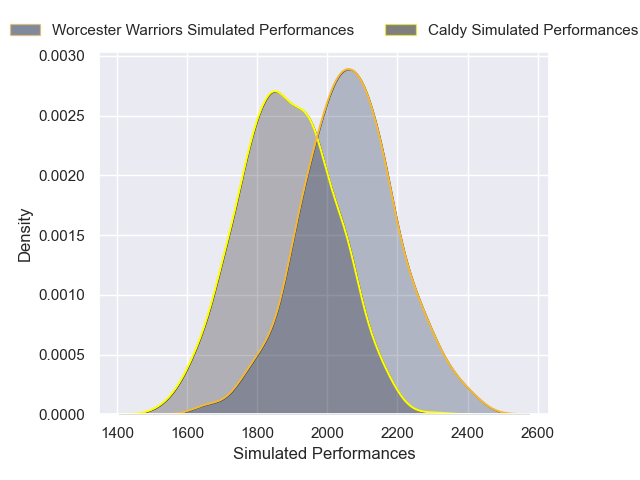 Worcester Warriors Simulated Performances Caldy Simulated Performances
0.0030
0.0025
0.0020
0.0015
0.0010
0.0005
0.0000
Density
1400 1600 1800 2000 2200 2400 2600
Simulated Performances